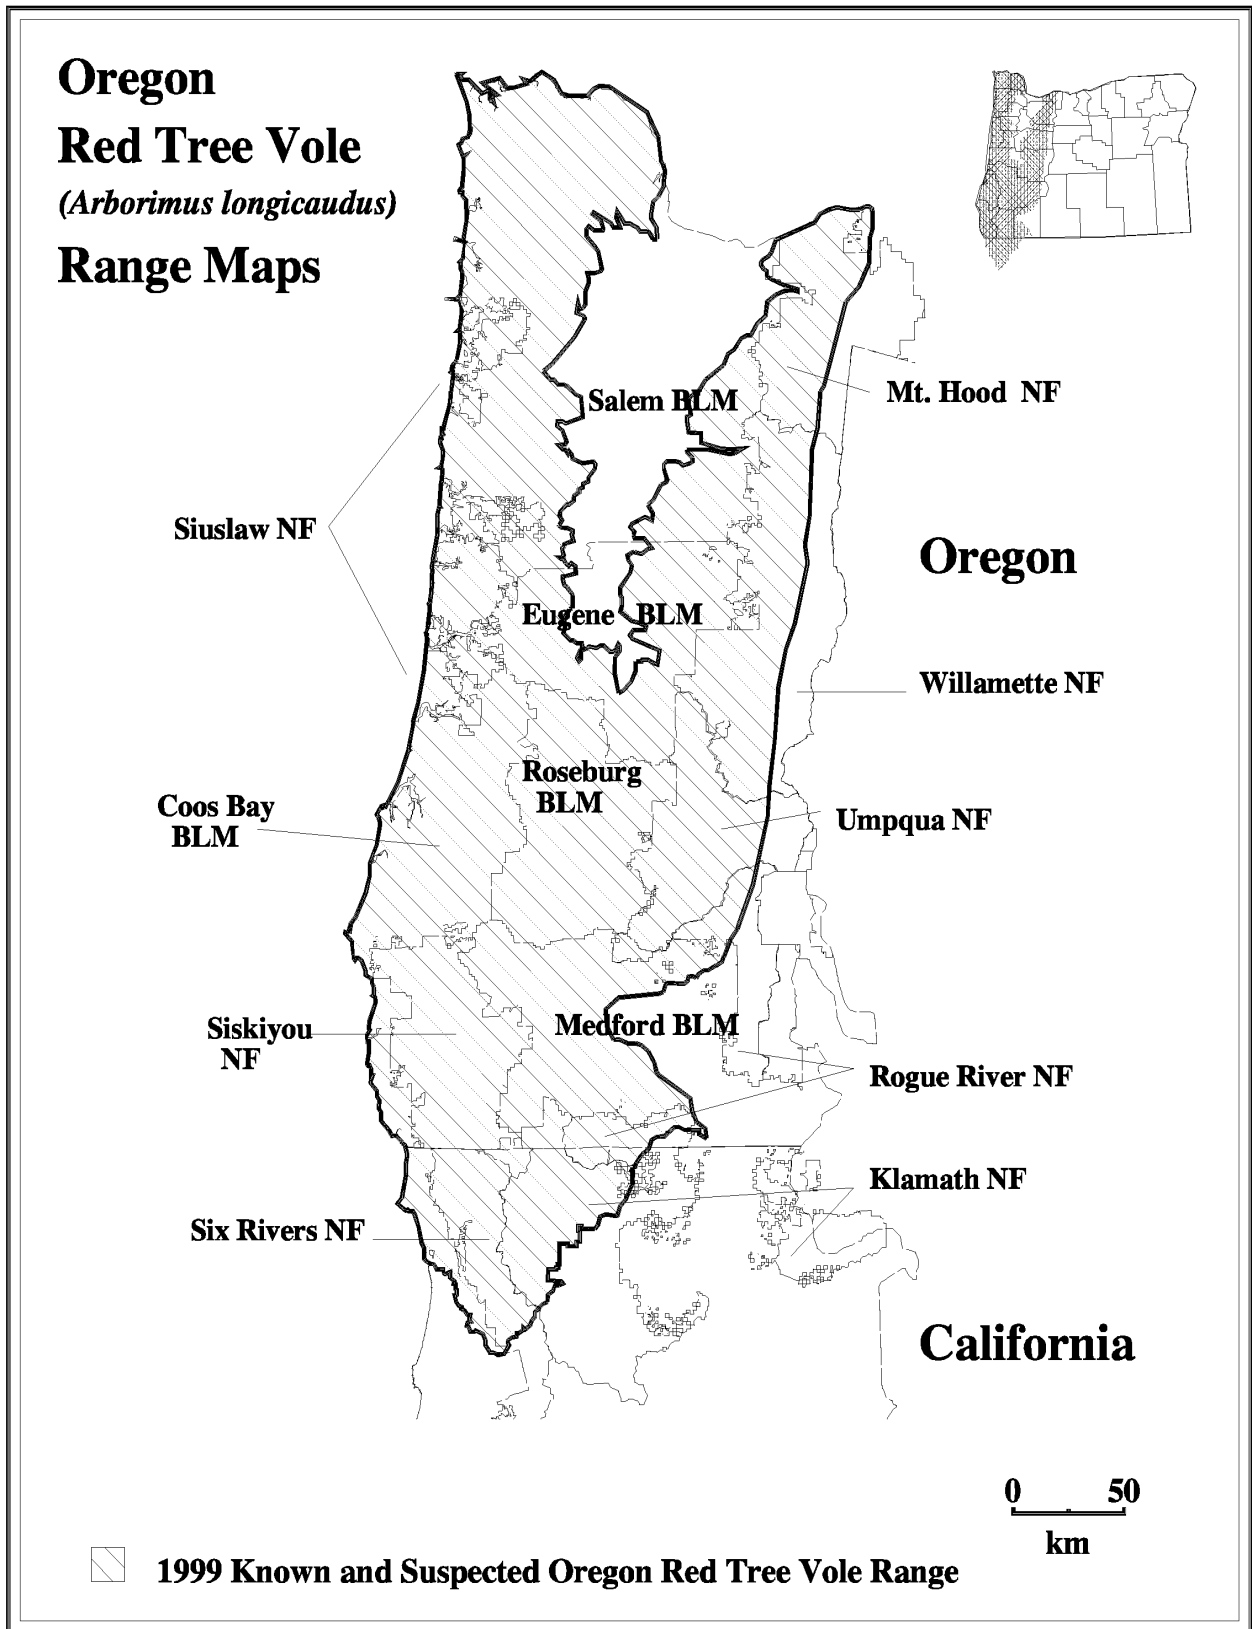 Oregon
Red Tree Vole
(Arborimus longicaudus)
Range Maps
Salem BLM
Mt. Hood NF
Siuslaw NF
Oregon
Eugene BLM
Willamette NF
Roseburg
BLM
Coos Bay
BLM
Umpqua NF
Siskiyou
NF
Medford BLM
Rogue River NF
Klamath NF
Six Rivers NF
California
0 50
km
1999 Known and Suspected Oregon Red Tree Vole Range